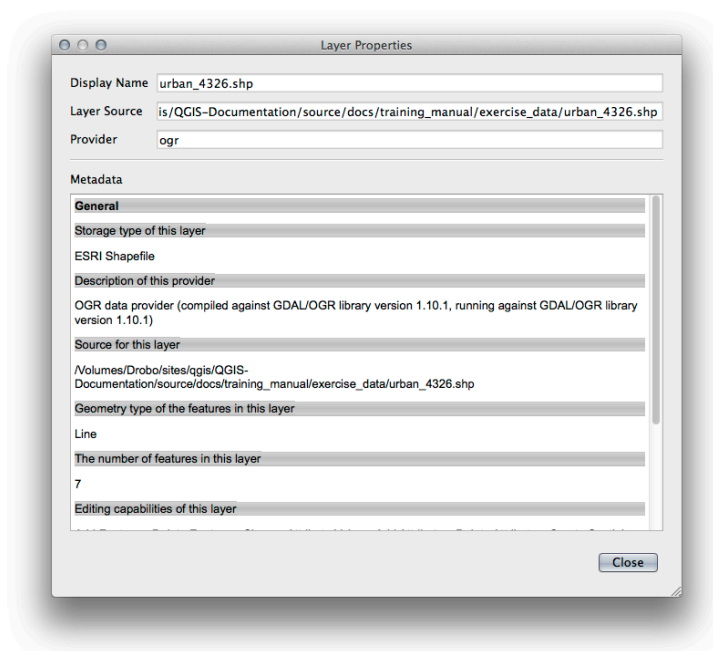 Layer Properties
Display Name urban_4326.shp
Layer Source is/QGIS-Documentation/source/docs/training_manual/exercise_data/urban_4326.shp
Provider ogr
Metadata
General
Storage type of this layer
ESRI Shapefile
Description of this provider
OGR data provider (compiled against GDAL/OGR library version 1.10.1, running against GDAL/OGR library
version 1.10.1)
Source for this layer
/Volumes/Drobo/sites/qgis/QGIS-
Documentation/source/docs/training_manual/exercise_data/urban_4326.shp
Geometry type of the features in this layer
Line
The number of features in this layer
7
Editing capabilities of this layer
Close